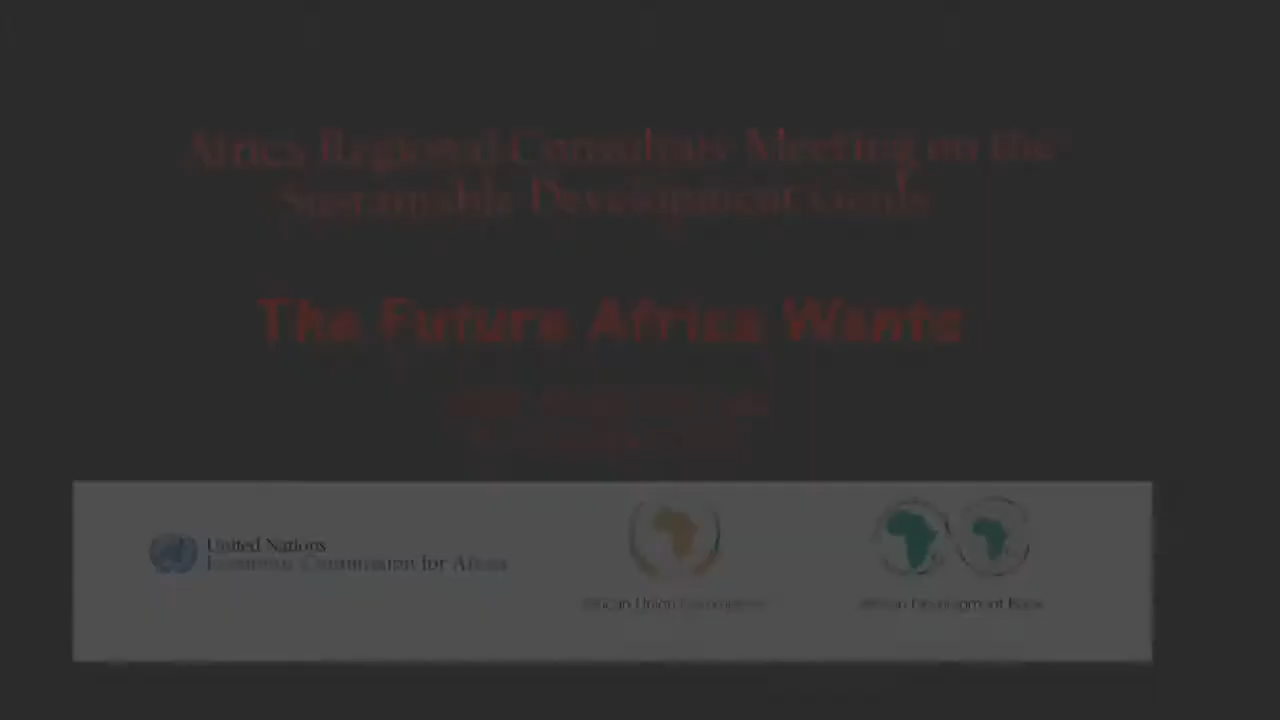 Africa Regional Consultative Meeting on the
Sustainable Development Goals
The Future Africa Wants
United Nations
Economic Commission for Africa
African Union Commission
African Development Bank